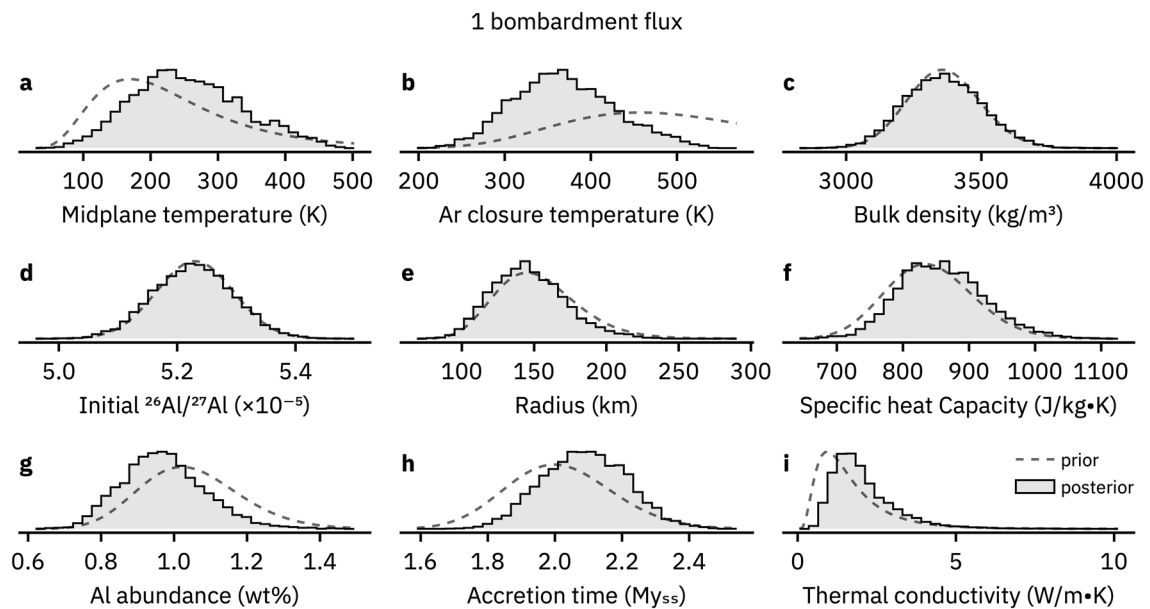 1 bombardment flux
a
b
c
100 200 300 400 500
200 300 400 500
3000 3500 4000
Midplane temperature (K)
Ar closure temperature (K)
Bulk density (kg/m³)
d
e
f
5.0 5.2 5.4
100 150 200 250 300
700 800 900 1000 1100
Initial ²⁶Al/²⁷Al (×10⁻⁵)
Radius (km)
Specific heat Capacity (J/kg•K)
g
h
i
prior
posterior
0.6 0.8 1.0 1.2 1.4
1.6 1.8 2.0 2.2 2.4
0 5 10
Al abundance (wt%)
Accretion time (Myₛₛ)
Thermal conductivity (W/m•K)